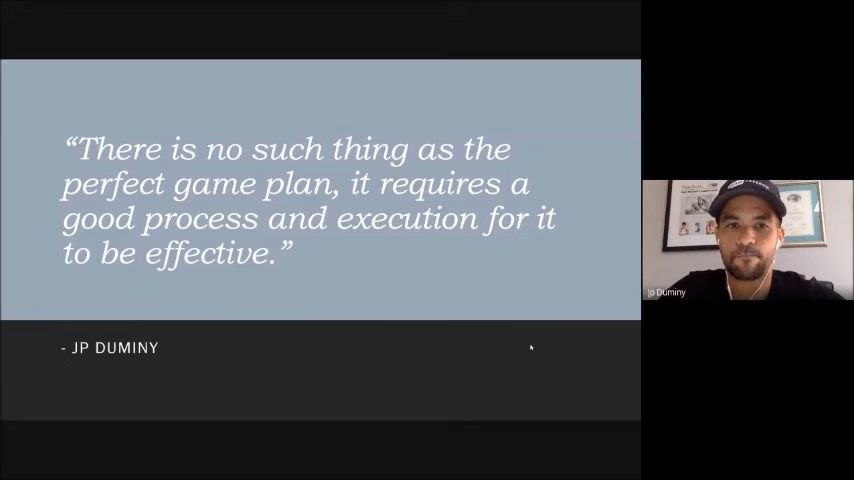 “There is no such thing as the
perfect game plan, it requires a
good process and execution for it
to be effective.”
- JP DUMINY
Jp Duminy